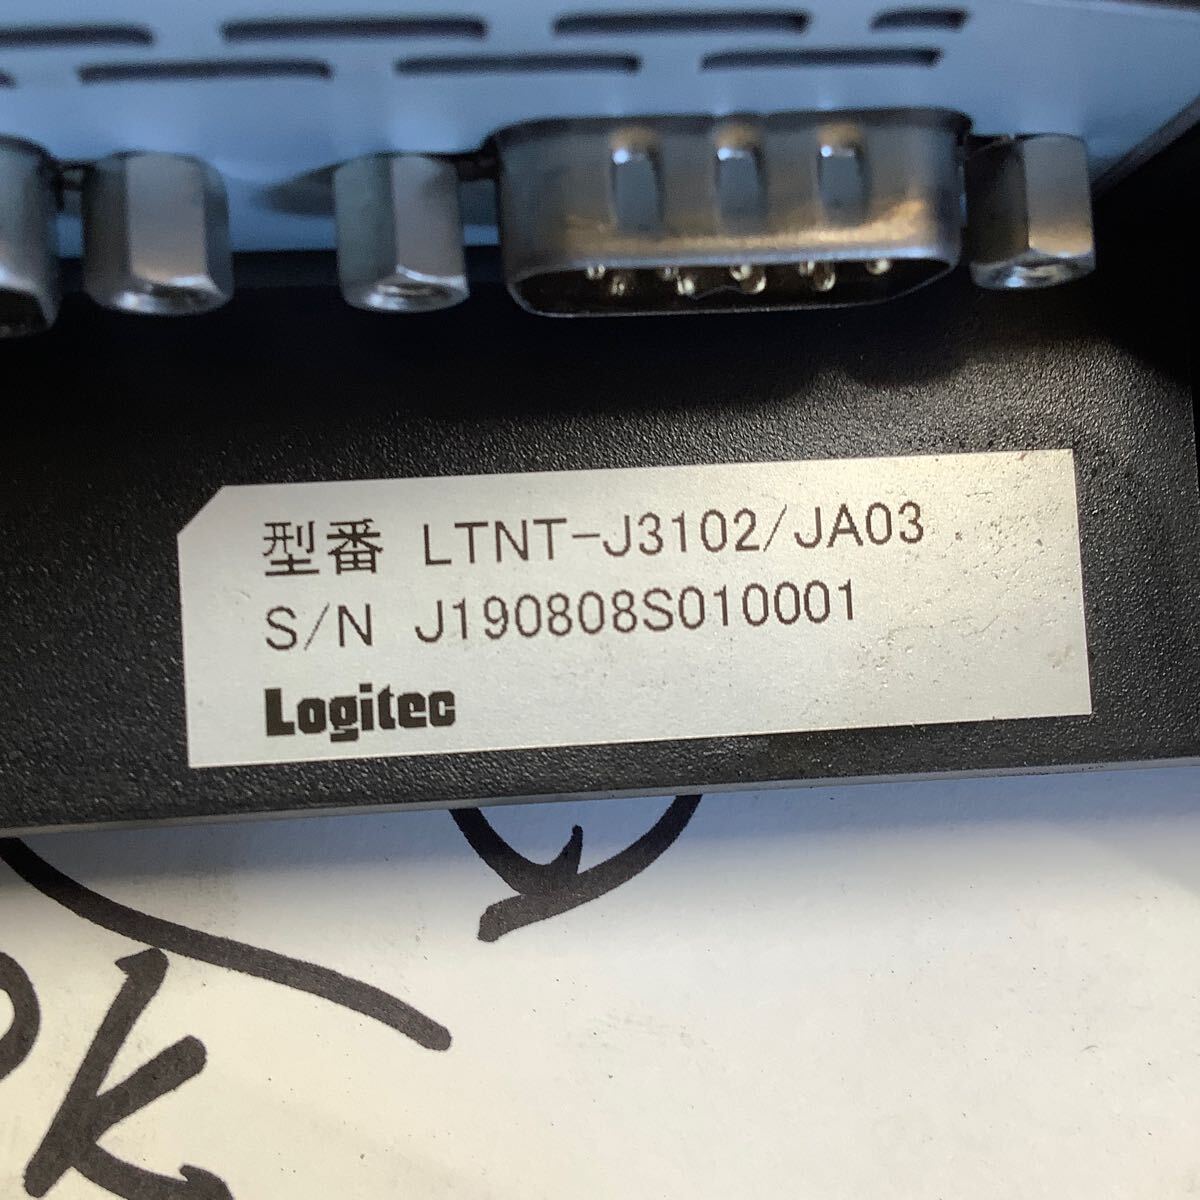 型番 LTNT-J3102/JA03
S/N J190808S010001
Logitec